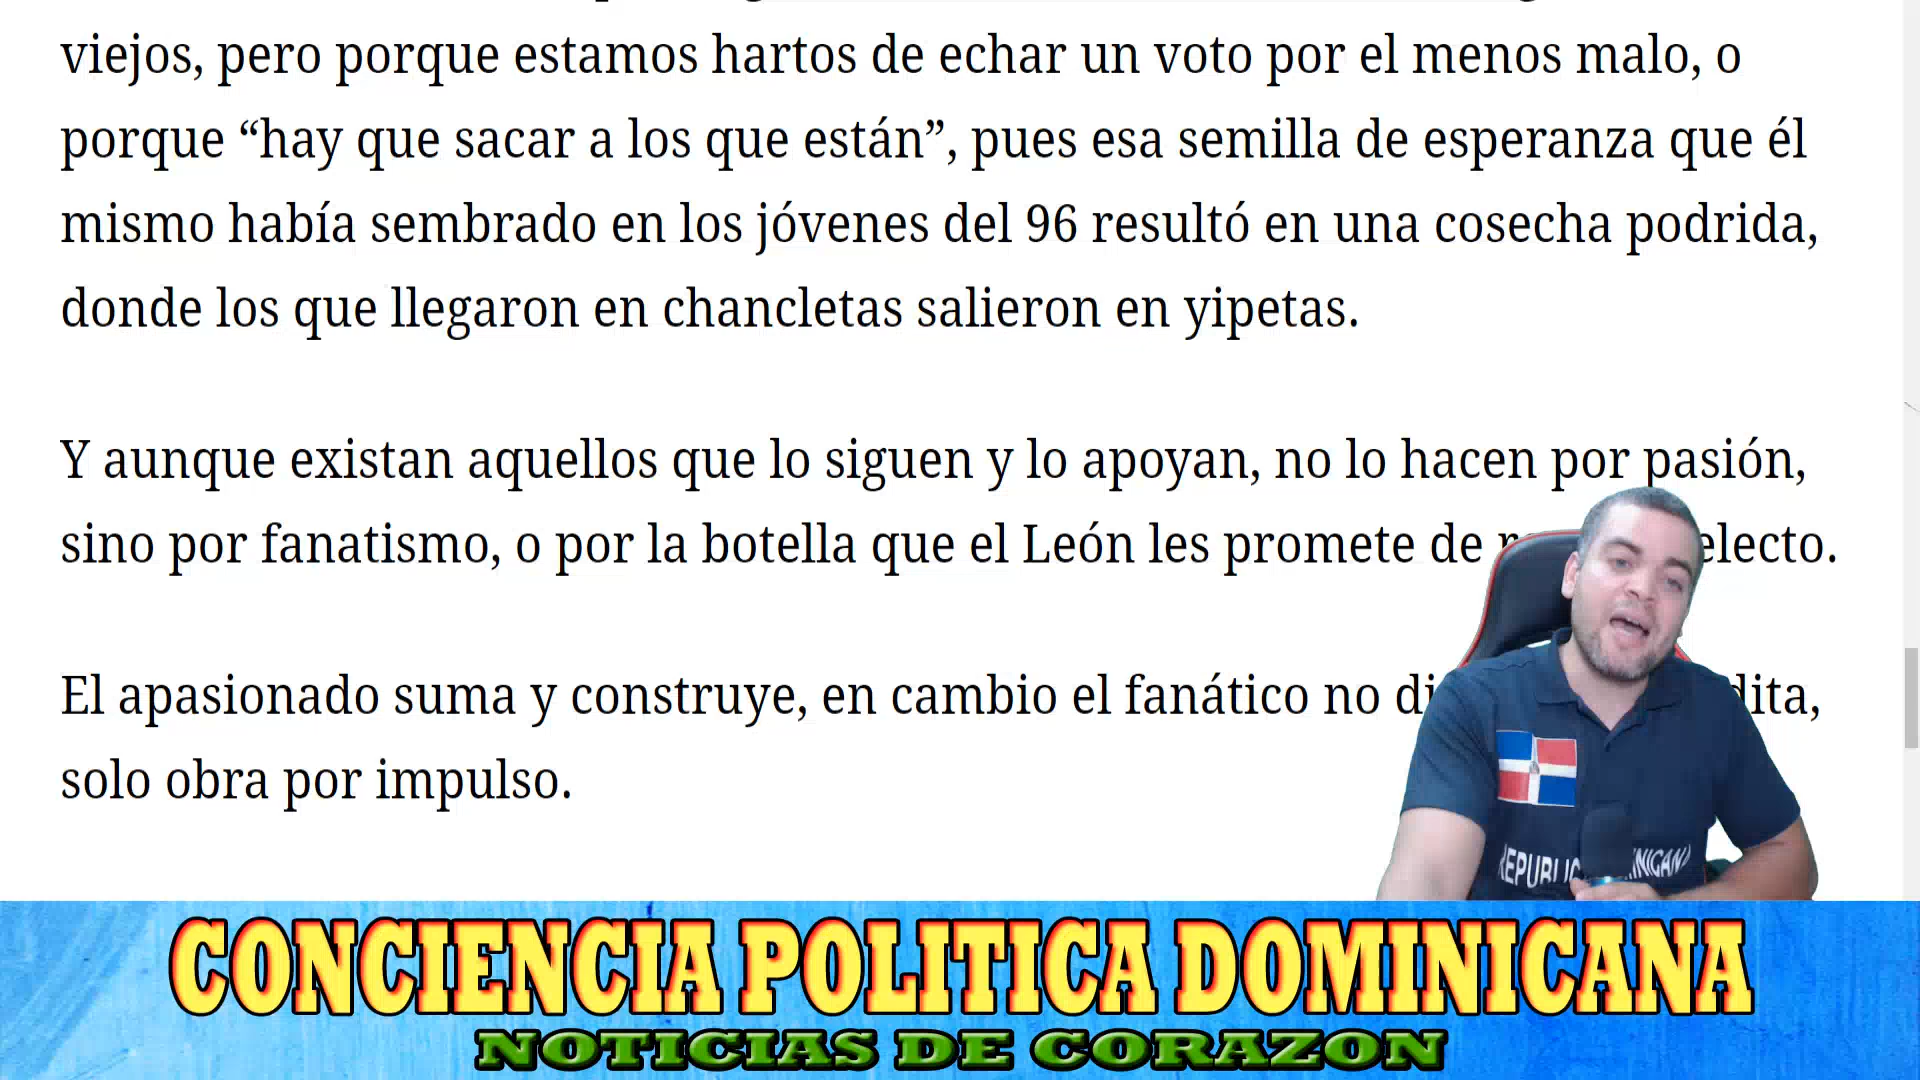 viejos, pero porque estamos hartos de echar un voto por el menos malo, o
porque “hay que sacar a los que están”, pues esa semilla de esperanza que él
mismo había sembrado en los jóvenes del 96 resultó en una cosecha podrida,
donde los que llegaron en chancletas salieron en yipetas.
Y aunque existan aquellos que lo siguen y lo apoyan, no lo hacen por pasión,
sino por fanatismo, o por la botella que el León les promete de electo.
El apasionado suma y construye, en cambio el fanático no
solo obra por impulso.
CONCIENCIA POLITICA DOMINICANA
NOTICIAS DE CORAZON